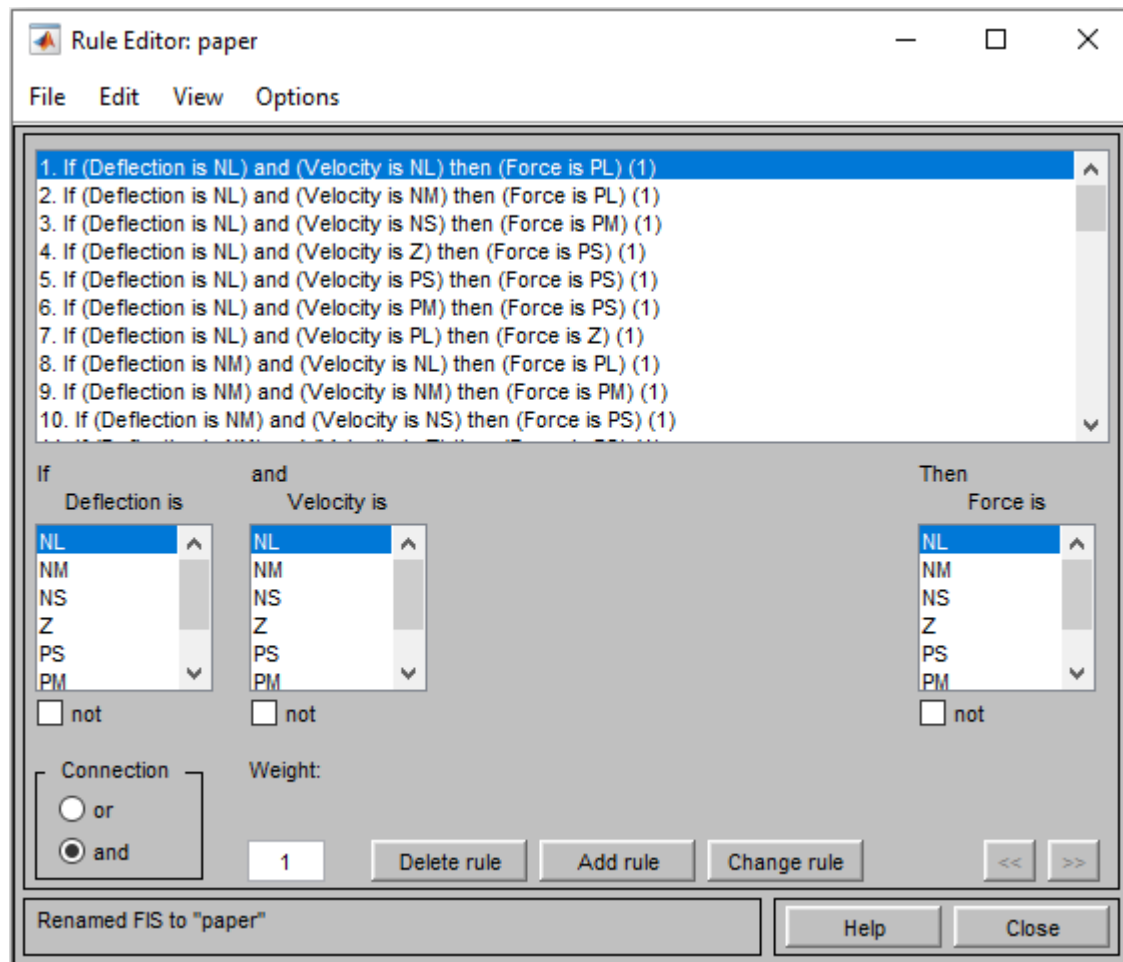 Rule Editor: paper
File Edit View Options
1. If (Deflection is NL) and (Velocity is NL) then (Force is PL) (1)
2. If (Deflection is NL) and (Velocity is NM) then (Force is PL) (1)
3. If (Deflection is NL) and (Velocity is NS) then (Force is PM) (1)
4. If (Deflection is NL) and (Velocity is Z) then (Force is PS) (1)
5. If (Deflection is NL) and (Velocity is PS) then (Force is PS) (1)
6. If (Deflection is NL) and (Velocity is PM) then (Force is PS) (1)
7. If (Deflection is NL) and (Velocity is PL) then (Force is Z) (1)
8. If (Deflection is NM) and (Velocity is NL) then (Force is PL) (1)
9. If (Deflection is NM) and (Velocity is NM) then (Force is PM) (1)
10. If (Deflection is NM) and (Velocity is NS) then (Force is PS) (1)
If and Then
Deflection is Velocity is Force is
NL NL NL
NM NM NM
NS NS NS
Z Z Z
PS PS PS
PM PM PM
not not not
Connection Weight:
or
and 1 Delete rule Add rule Change rule << >>
Renamed FIS to "paper" Help Close